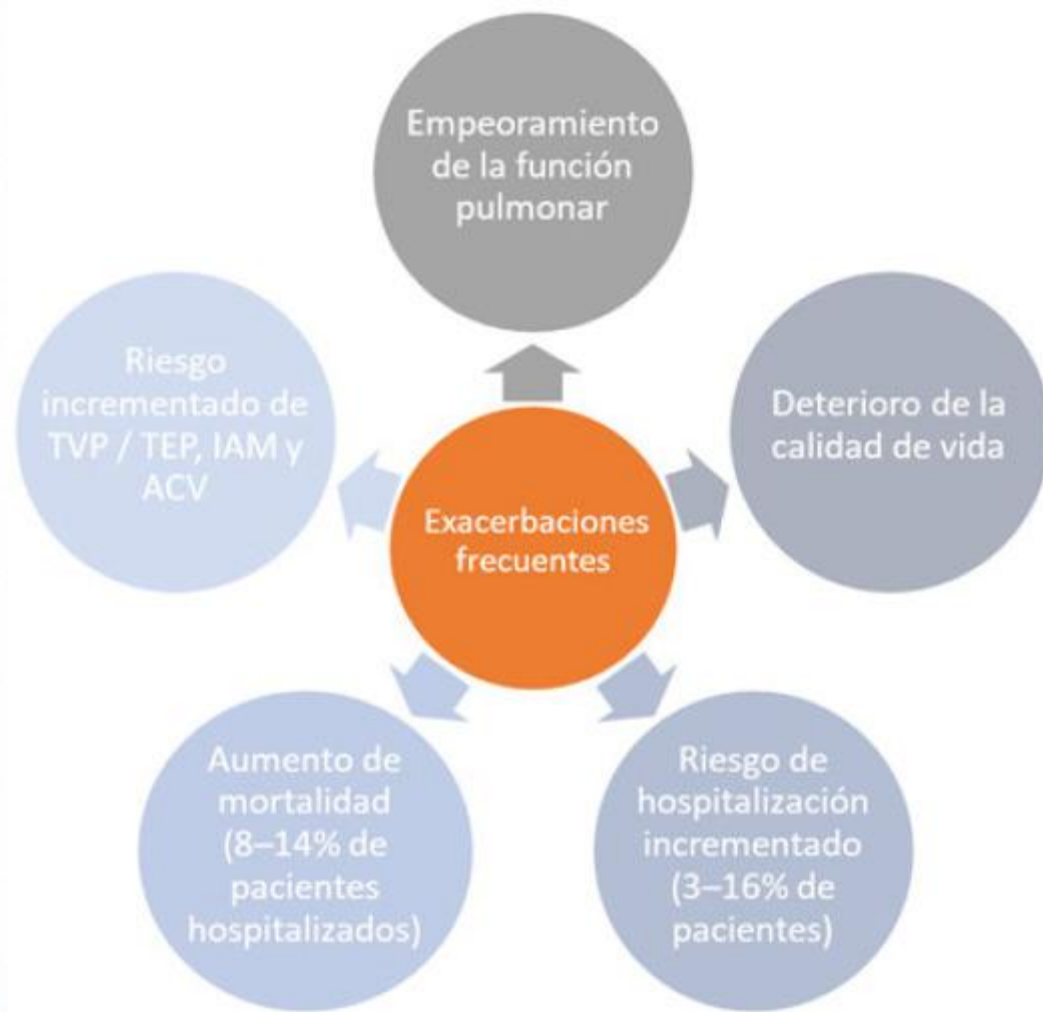 Empeoramiento
de la función
pulmonar
Riesgo
incrementado de
TVP / TEP, IAM y
ACV
Deterioro de la
calidad de vida
Exacerbaciones
frecuentes
Aumento de
mortalidad
(8–14% de
pacientes
hospitalizados)
Riesgo de
hospitalización
incrementado
(3–16% de
pacientes)